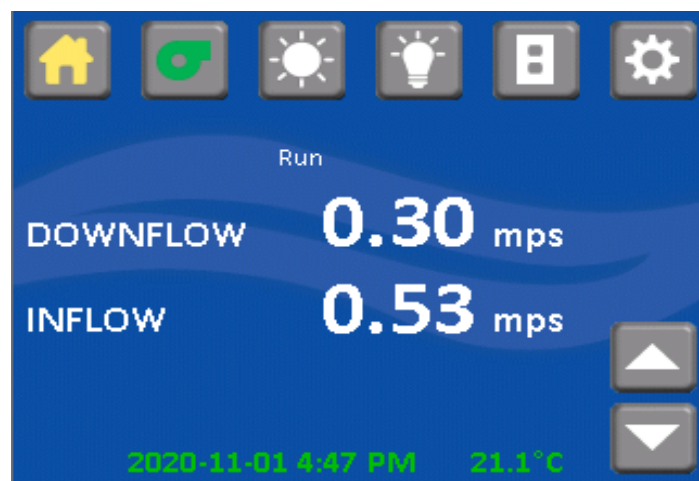 Run
DOWNFLOW 0.30 mps
INFLOW 0.53 mps
2020-11-01 4:47 PM 21.1°C